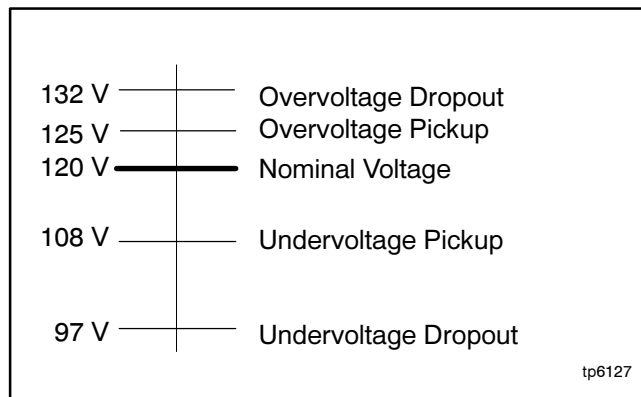 132 V Overvoltage Dropout
125 V Overvoltage Pickup
120 V Nominal Voltage
108 V Undervoltage Pickup
97 V Undervoltage Dropout
tp6127